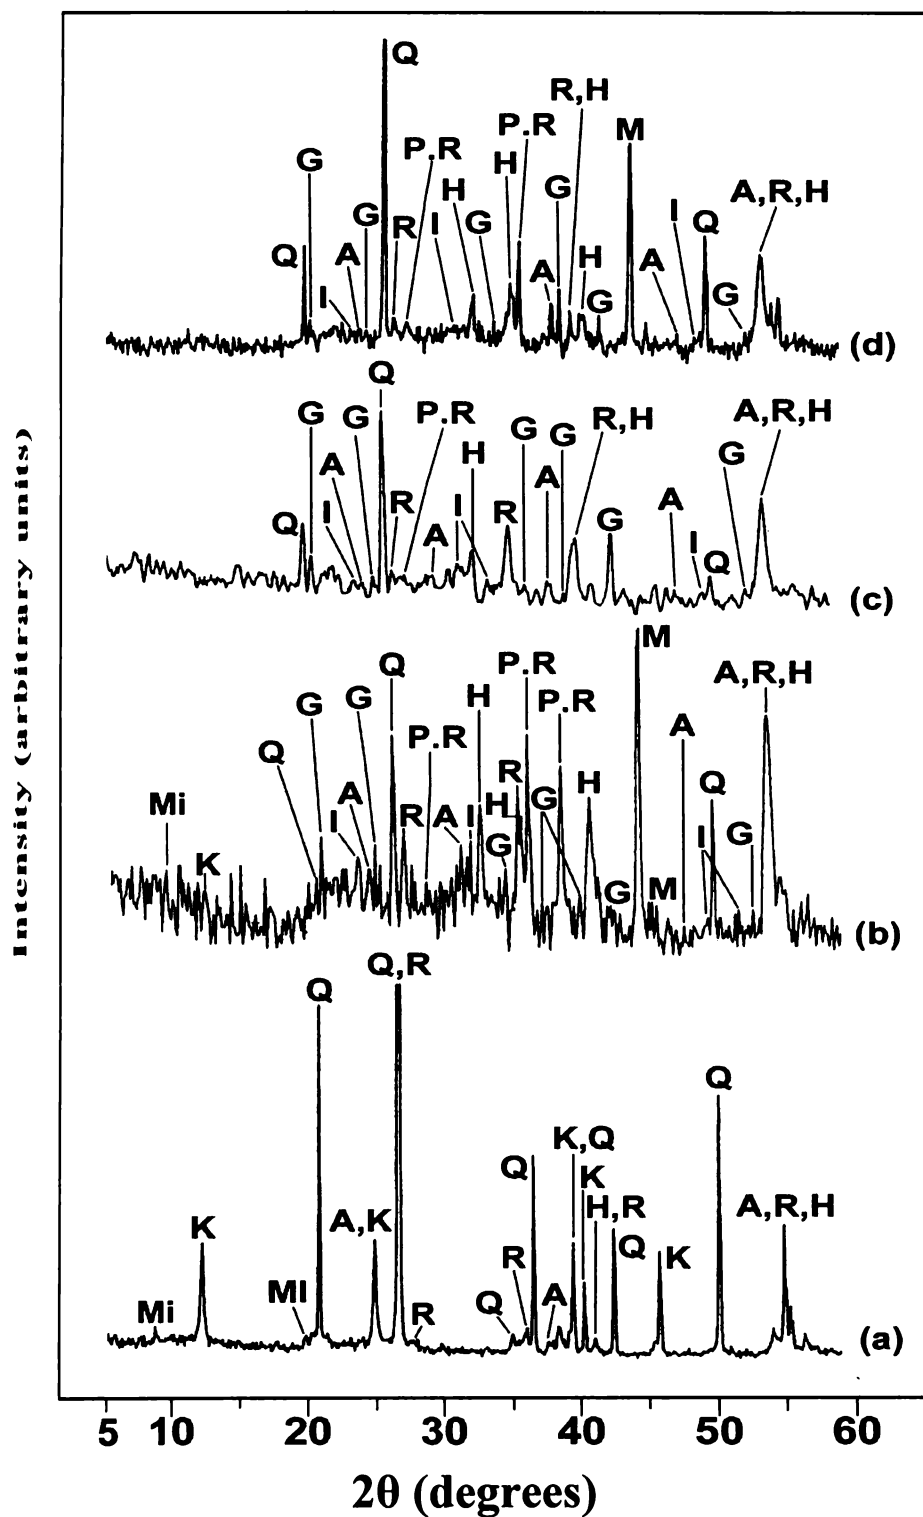 Q
R,H
P.R
M
G
P.R
H
H
G
A,R,H
G
R
I
G
I
Q
Q
A
H
A
A
I
G
G
(d)
Q
G
G
P.R
R,H
A,R,H
G
G
H
G
A
A
A
I
R
I
R
Q
G
I
A
Q
(c)
M
Q
P.R
A,R,H
G
G
H
P.R
Q
P.R
A
R
H
Q
Mi
A
I
R
A
I
H
G
I
G
K
G
G
M
(b)
Q,R
Q
Q
K,Q
Q
K
K
A,K
H,R
A,R,H
R
Q
K
MI
Mi
R
Q
A
(a)
5 10 20 30 40 50 60
2θ (degrees)
Intensity (arbitrary units)